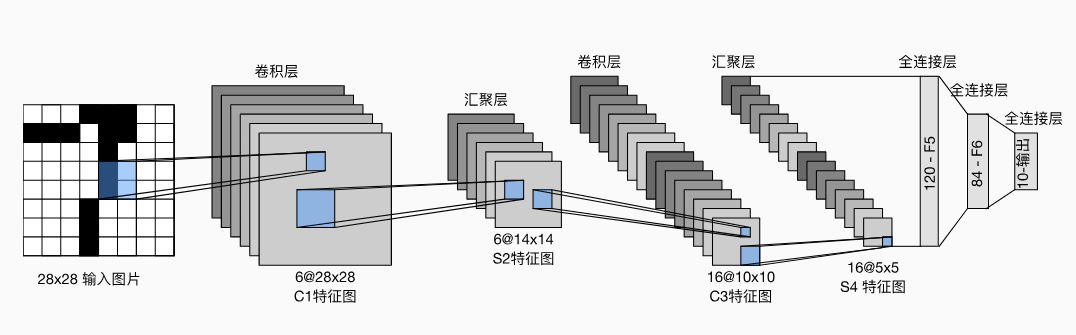 卷积层
汇聚层
卷积层
汇聚层
全连接层
全连接层
全连接层
120 - F5
84 - F6
10-输出
28x28 输入图片
6@28x28
C1特征图
6@14x14
S2特征图
16@10x10
C3特征图
16@5x5
S4 特征图